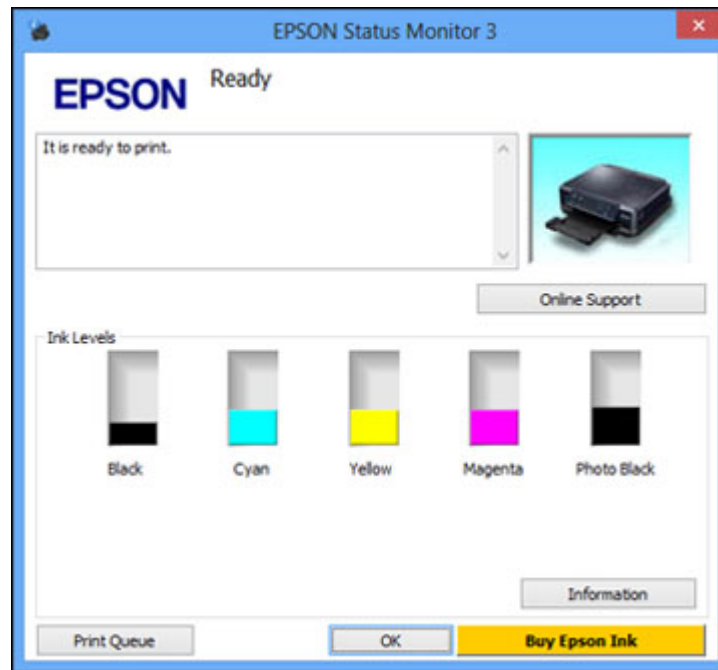 EPSON Status Monitor 3
EPSON
Ready
It is ready to print.
Online Support
Ink Levels
Black Cyan Yellow Magenta Photo Black
Information
Print Queue OK Buy Epson Ink